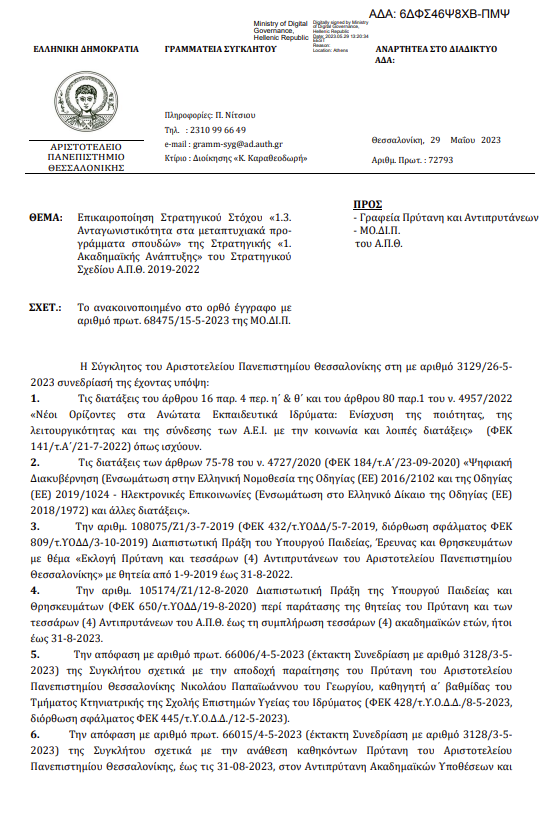 ΑΔΑ: 6ΔΦΣ46Ψ8ΧΒ-ΠΜΨ
Ministry of Digital
Governance,
Hellenic Republic
Digitally signed by Ministry
of Digital Governance,
Hellenic Republic
Date: 2023.05.29 13:20:34
EEST
Reason:
Location: Athens
ΕΛΛΗΝΙΚΗ ΔΗΜΟΚΡΑΤΙΑ
ΓΡΑΜΜΑΤΕΙΑ ΣΥΓΚΛΗΤΟΥ
ΑΝΑΡΤΗΤΕΑ ΣΤΟ ΔΙΑΔΙΚΤΥΟ
ΑΔΑ:
ΑΡΙΣΤΟΤΕΛΕΙΟ
ΠΑΝΕΠΙΣΤΗΜΙΟ
ΘΕΣΣΑΛΟΝΙΚΗΣ
Πληροφορίες: Π. Νίτσιου
Τηλ. : 2310 99 66 49
e-mail : gramm-syg@ad.auth.gr
Κτίριο : Διοίκησης «Κ. Καραθεοδωρή»
Θεσσαλονίκη, 29 Μαΐου 2023
Αριθμ. Πρωτ. : 72793
ΘΕΜΑ: Επικαιροποίηση Στρατηγικού Στόχου «1.3.
Ανταγωνιστικότητα στα μεταπτυχιακά προ-
γράμματα σπουδών» της Στρατηγικής «1.
Ακαδημαϊκής Ανάπτυξης» του Στρατηγικού
Σχεδίου Α.Π.Θ. 2019-2022
ΠΡΟΣ
- Γραφεία Πρύτανη και Αντιπρυτάνεων
- ΜΟ.ΔΙ.Π.
του Α.Π.Θ.
ΣΧΕΤ.: Το ανακοινοποιημένο στο ορθό έγγραφο με
αριθμό πρωτ. 68475/15-5-2023 της ΜΟ.ΔΙ.Π.
Η Σύγκλητος του Αριστοτελείου Πανεπιστημίου Θεσσαλονίκης στη με αριθμό 3129/26-5-
2023 συνεδρίασή της έχοντας υπόψη:
1. Τις διατάξεις του άρθρου 16 παρ. 4 περ. η΄ & θ΄ και του άρθρου 80 παρ.1 του ν. 4957/2022
«Νέοι Ορίζοντες στα Ανώτατα Εκπαιδευτικά Ιδρύματα: Ενίσχυση της ποιότητας, της
λειτουργικότητας και της σύνδεσης των Α.Ε.Ι. με την κοινωνία και λοιπές διατάξεις» (ΦΕΚ
141/τ.Α΄/21-7-2022) όπως ισχύουν.
2. Τις διατάξεις των άρθρων 75-78 του ν. 4727/2020 (ΦΕΚ 184/τ.Α΄/23-09-2020) «Ψηφιακή
Διακυβέρνηση (Ενσωμάτωση στην Ελληνική Νομοθεσία της Οδηγίας (ΕΕ) 2016/2102 και της Οδηγίας
(ΕΕ) 2019/1024 - Ηλεκτρονικές Επικοινωνίες (Ενσωμάτωση στο Ελληνικό Δίκαιο της Οδηγίας (ΕΕ)
2018/1972) και άλλες διατάξεις».
3. Την αριθμ. 108075/Ζ1/3-7-2019 (ΦΕΚ 432/τ.ΥΟΔΔ/5-7-2019, διόρθωση σφάλματος ΦΕΚ
809/τ.ΥΟΔΔ/3-10-2019) Διαπιστωτική Πράξη του Υπουργού Παιδείας, Έρευνας και Θρησκευμάτων
με θέμα «Εκλογή Πρύτανη και τεσσάρων (4) Αντιπρυτάνεων του Αριστοτελείου Πανεπιστημίου
Θεσσαλονίκης» με θητεία από 1-9-2019 έως 31-8-2022.
4. Την αριθμ. 105174/Ζ1/12-8-2020 Διαπιστωτική Πράξη της Υπουργού Παιδείας και
Θρησκευμάτων (ΦΕΚ 650/τ.ΥΟΔΔ/19-8-2020) περί παράτασης της θητείας του Πρύτανη και των
τεσσάρων (4) Αντιπρυτάνεων του Α.Π.Θ. έως τη συμπλήρωση τεσσάρων (4) ακαδημαϊκών ετών, ήτοι
έως 31-8-2023.
5. Την απόφαση με αριθμό πρωτ. 66006/4-5-2023 (έκτακτη Συνεδρίαση με αριθμό 3128/3-5-
2023) της Συγκλήτου σχετικά με την αποδοχή παραίτησης του Πρύτανη του Αριστοτελείου
Πανεπιστημίου Θεσσαλονίκης Νικολάου Παπαϊωάννου του Γεωργίου, καθηγητή α΄ βαθμίδας του
Τμήματος Κτηνιατρικής της Σχολής Επιστημών Υγείας του Ιδρύματος (ΦΕΚ 428/τ.Υ.Ο.Δ.Δ./8-5-2023,
διόρθωση σφάλματος ΦΕΚ 445/τ.Υ.Ο.Δ.Δ./12-5-2023).
6. Την απόφαση με αριθμό πρωτ. 66015/4-5-2023 (έκτακτη Συνεδρίαση με αριθμό 3128/3-5-
2023) της Συγκλήτου σχετικά με την ανάθεση καθηκόντων Πρύτανη του Αριστοτελείου
Πανεπιστημίου Θεσσαλονίκης, έως τις 31-08-2023, στον Αντιπρύτανη Ακαδημαϊκών Υποθέσεων και